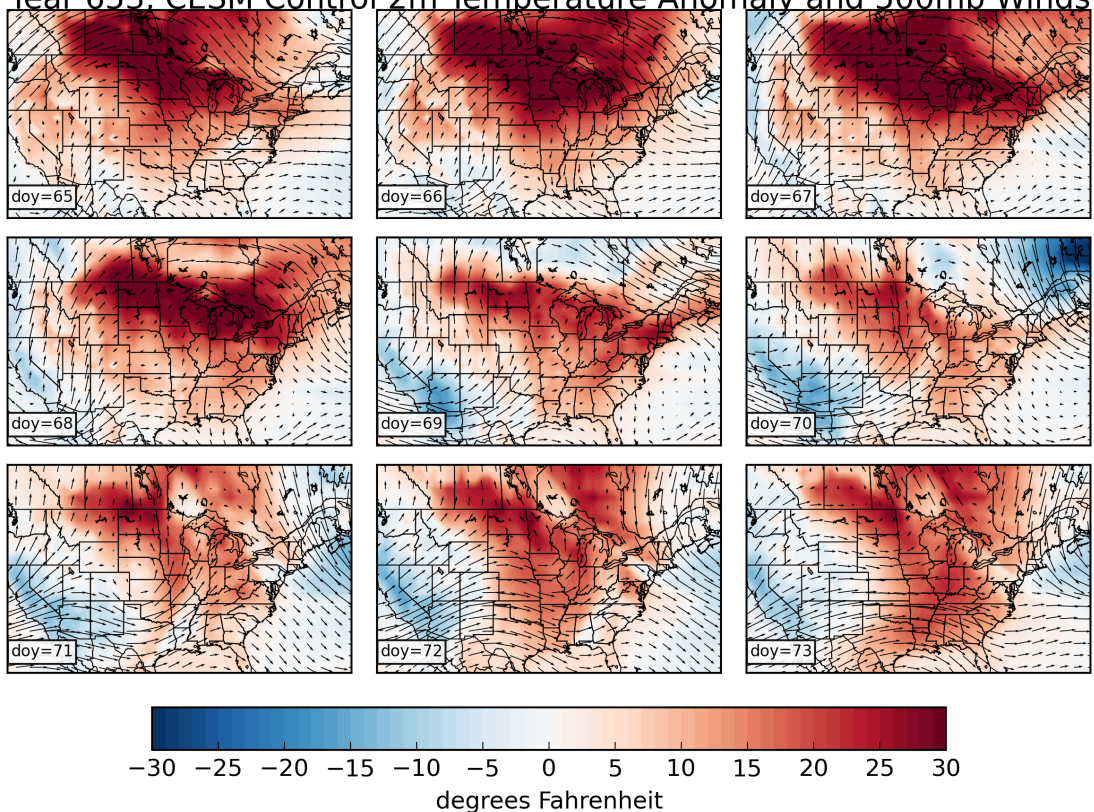 Year 653, CESM Control 2m Temperature Anomaly and 500mb Winds
doy=65
doy=66
doy=67
doy=68
doy=69
doy=70
doy=71
doy=72
doy=73
−30 −25 −20 −15 −10 −5 0 5 10 15 20 25 30
degrees Fahrenheit